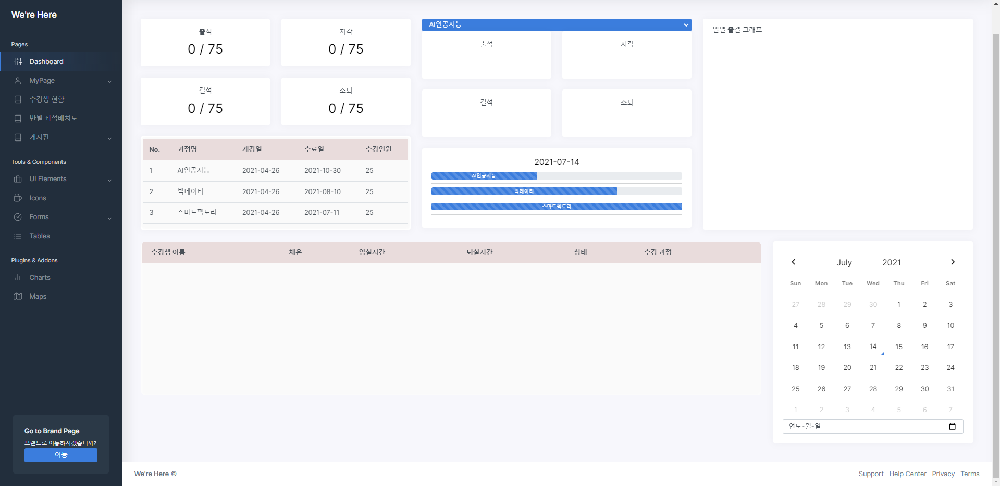 We're Here
Pages
Dashboard
MyPage
수강생 현황
반별 좌석배치도
게시판
Tools & Components
UI Elements
Icons
Forms
Tables
Plugins & Addons
Charts
Maps
Go to Brand Page
브랜드로 이동하시겠습니까?
이동
출석
0 / 75
지각
0 / 75
결석
0 / 75
조퇴
0 / 75
AI인공지능
출석
지각
결석
조퇴
일별 출결 그래프
No. 과정명 개강일 수료일 수강인원
1 AI인공지능 2021-04-26 2021-10-30 25
2 빅데이터 2021-04-26 2021-08-10 25
3 스마트팩토리 2021-04-26 2021-07-11 25
2021-07-14
AI인공지능
빅데이터
스마트팩토리
수강생 이름 체온 입실시간 퇴실시간 상태 수강 과정
July 2021
Sun Mon Tue Wed Thu Fri Sat
27 28 29 30 1 2 3
4 5 6 7 8 9 10
11 12 13 14 15 16 17
18 19 20 21 22 23 24
25 26 27 28 29 30 31
1 2 3 4 5 6 7
연도-월-일
We're Here ©
Support Help Center Privacy Terms